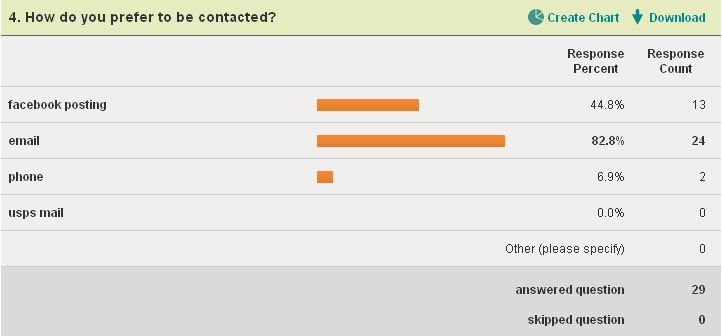 4. How do you prefer to be contacted? Create Chart Download
Response Percent Response Count
facebook posting 44.8% 13
email 82.8% 24
phone 6.9% 2
usps mail 0.0% 0
Other (please specify) 0
answered question 29
skipped question 0